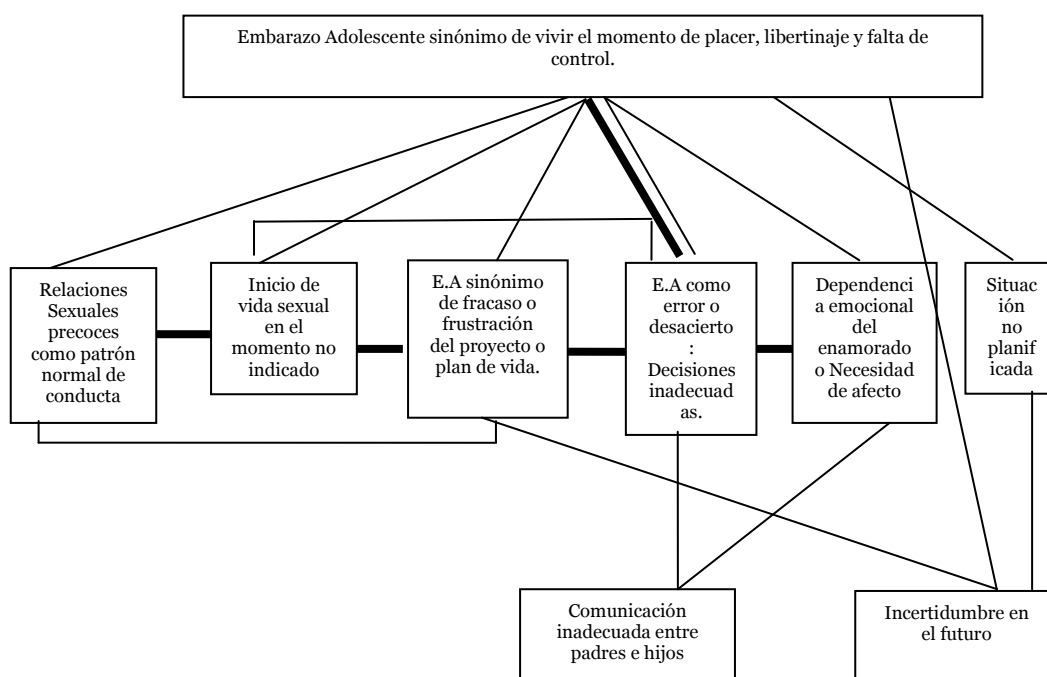 Embarazo Adolescente sinónimo de vivir el momento de placer, libertinaje y falta de
control.
Relaciones
Sexuales
precoces
como patrón
normal de
conducta
Inicio de
vida sexual
en el
momento no
indicado
E.A sinónimo
de fracaso o
frustración
del proyecto o
plan de vida.
E.A como
error o
desacierto
:
Decisiones
inadecuad
as.
Dependenci
a emocional
del
enamorado
o Necesidad
de afecto
Situac
ión
no
planif
icada
Comunicación
inadecuada entre
padres e hijos
Incertidumbre en
el futuro